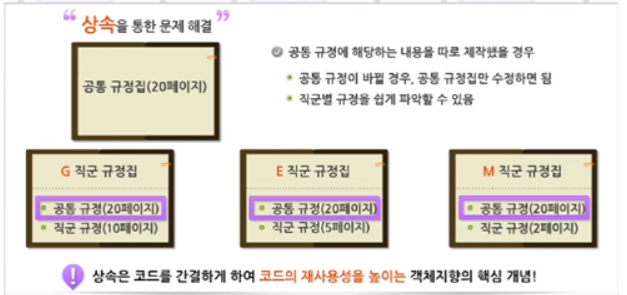 “ 상속을 통한 문제 해결 ”
공통 규정집(20페이지)
공통 규정에 해당하는 내용을 따로 제작했을 경우
공통 규정이 바뀔 경우, 공통 규정집만 수정하면 됨
직군별 규정을 쉽게 파악할 수 있음
G 직군 규정집
공통 규정(20페이지)
직군 규정(10페이지)
E 직군 규정집
공통 규정(20페이지)
직군 규정(5페이지)
M 직군 규정집
공통 규정(20페이지)
직군 규정(2페이지)
상속은 코드를 간결하게 하여 코드의 재사용성을 높이는 객체지향의 핵심 개념!